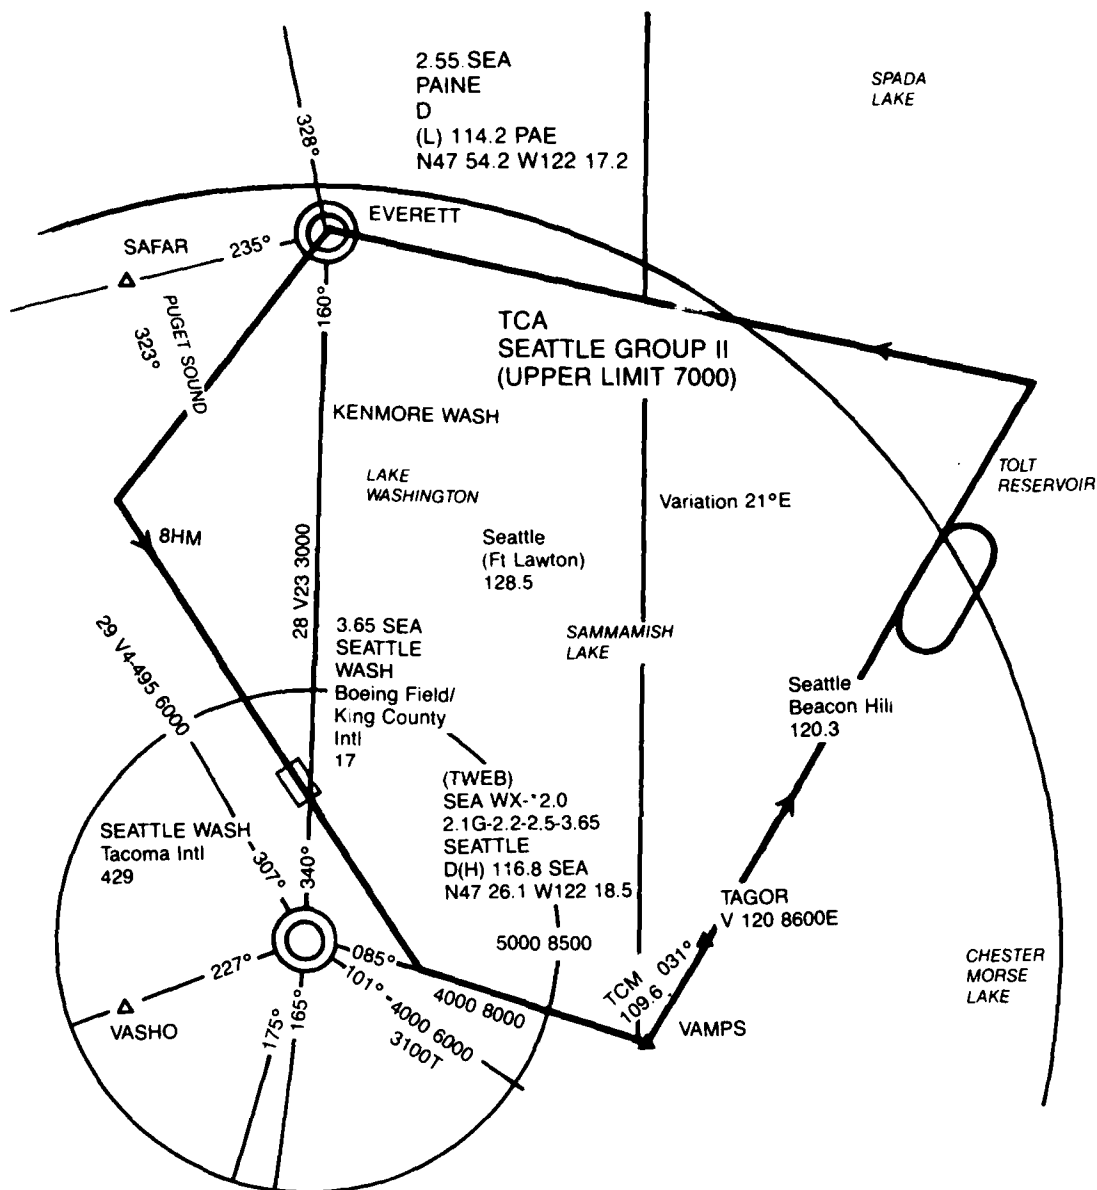 2.55 SEA
PAINE
D
(L) 114.2 PAE
N47 54.2 W122 17.2
SPADA
LAKE
328°
EVERETT
SAFAR
235°
160°
PUGET SOUND
323°
TCA
SEATTLE GROUP II
(UPPER LIMIT 7000)
KENMORE WASH
LAKE
WASHINGTON
TOLT
RESERVOIR
Variation 21°E
8HM
Seattle
(Ft Lawton)
128.5
28 V23 3000
29 V4-495 6000
3.65 SEA
SEATTLE
WASH
Boeing Field/
King County
Intl
17
SAMMAMISH
LAKE
Seattle
Beacon Hill
120.3
(TWEB)
SEA WX-*2.0
2.1G-2.2-2.5-3.65
SEATTLE
D(H) 116.8 SEA
N47 26.1 W122 18.5
SEATTLE WASH
Tacoma Intl
429
307°
340°
TAGOR
V 120 8600E
5000 8500
085°
4000 8000
TCM 031°
109.6
CHESTER
MORSE
LAKE
227°
101° -4000 6000
3100T
VAMPS
VASHO
175°
165°